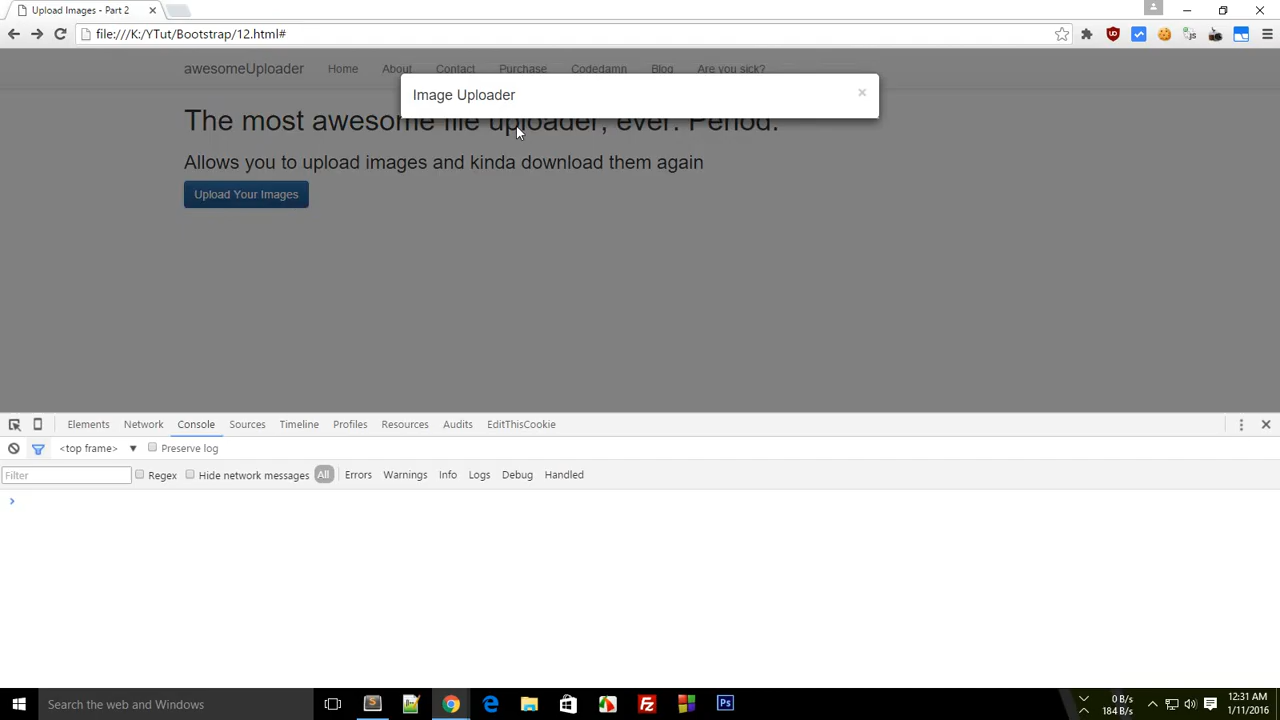 Upload Images - Part 2
file:///K:/YTut/Bootstrap/12.html#
awesomeUploader Home About Contact Purchase Codedamn Blog Are you sick?
Image Uploader ×
The most awesome file uploader, ever. Period.
Allows you to upload images and kinda download them again
Upload Your Images
Elements Network Console Sources Timeline Profiles Resources Audits EditThisCookie
<top frame> Preserve log
Filter Regex Hide network messages All Errors Warnings Info Logs Debug Handled
Search the web and Windows
0 B/s
184 B/s
12:31 AM
1/11/2016